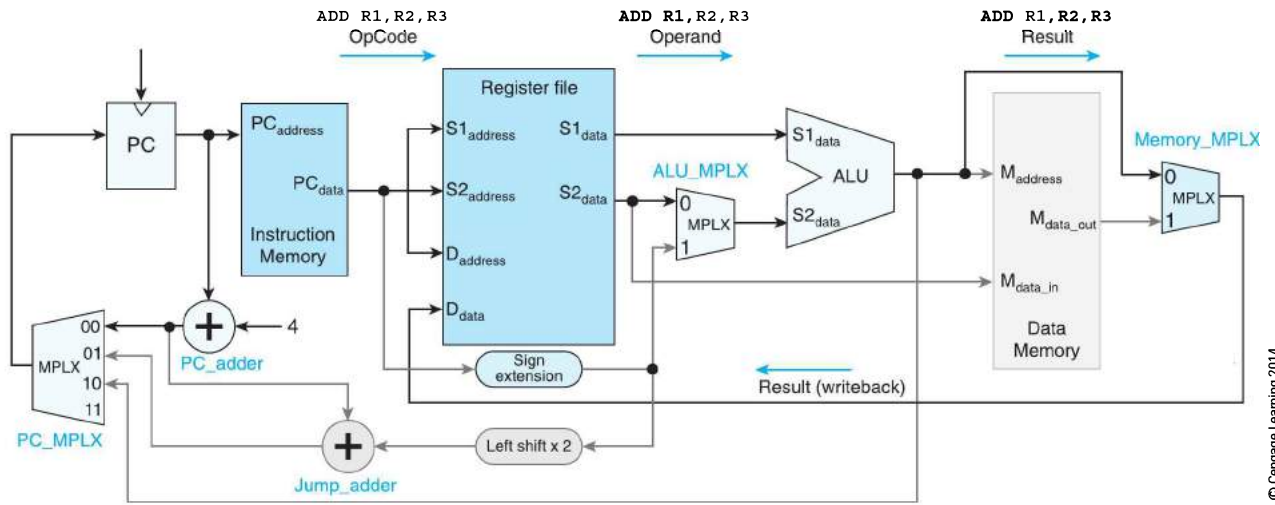 ADD R1,R2,R3
OpCode
ADD R1,R2,R3
Operand
ADD R1,R2,R3
Result
PC
PCaddress
PCdata
Instruction
Memory
Register file
S1address
S2address
Daddress
Ddata
S1data
S2data
ALU_MPLX
0
MPLX
1
S1data
ALU
S2data
Maddress
Mdata_out
Mdata_in
Data
Memory
Memory_MPLX
0
MPLX
1
4
PC_adder
00
01
MPLX
10
11
PC_MPLX
Sign
extension
Result (writeback)
Left shift x 2
Jump_adder
© Cengage Learning 2014